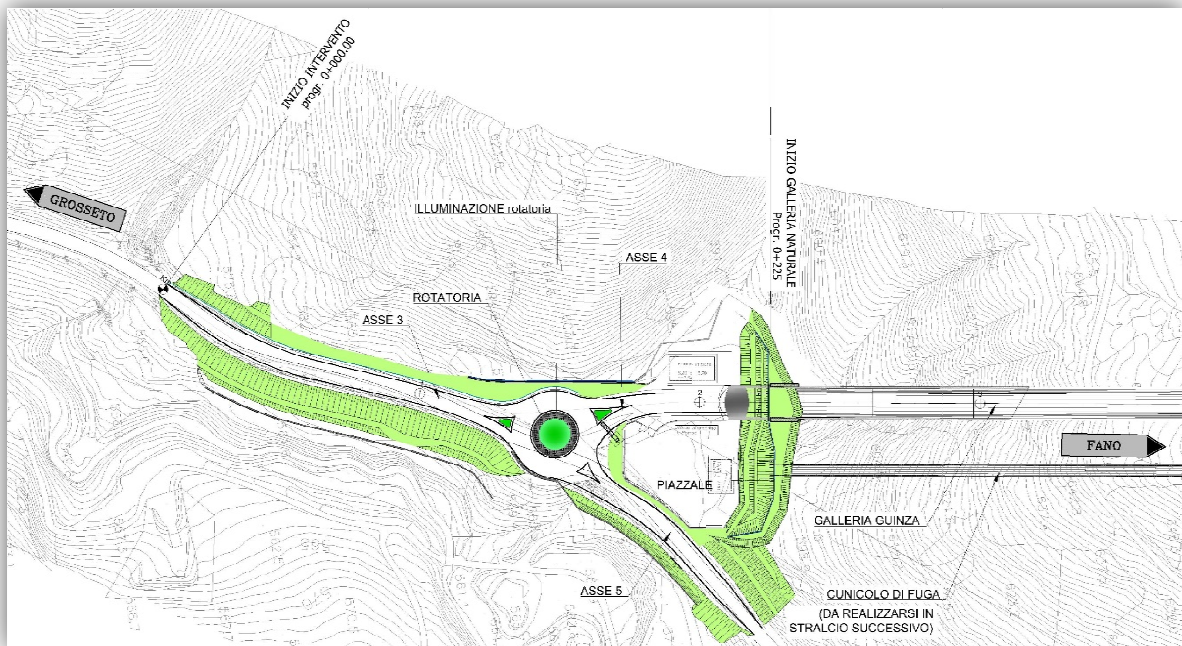 INIZIO INTERVENTO
progr. 0+000.00
GROSSETO
INIZIO GALLERIA NATURALE
Progr. 0+225
ILLUMINAZIONE rotatoria
ASSE 4
ROTATORIA
ASSE 3
FANO
PIAZZALE
GALLERIA GUINZA
ASSE 5
CUNICOLO DI FUGA
(DA REALIZZARSI IN
STRALCIO SUCCESSIVO)